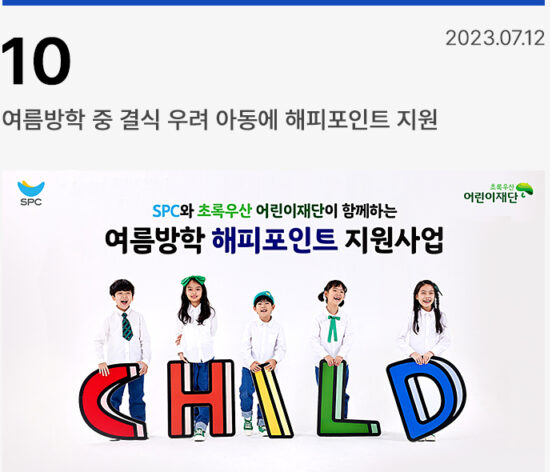 2023.07.12
10
여름방학 중 결식 우려 아동에 해피포인트 지원
SPC
초록우산
어린이재단
SPC와 초록우산 어린이재단이 함께하는
여름방학 해피포인트 지원사업
CHILD